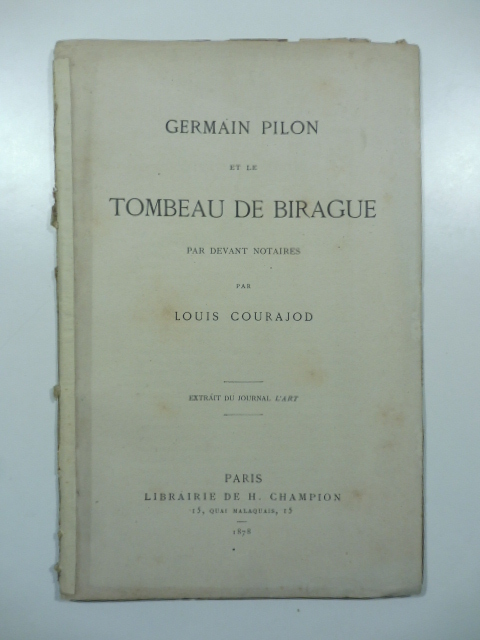 GERMAIN PILON
ET LE
TOMBEAU DE BIRAGUE
PAR DEVANT NOTAIRES
PAR
LOUIS COURAJOD
EXTRAIT DU JOURNAL L'ART
PARIS
LIBRAIRIE DE H. CHAMPION
15, QUAI MALAQUAIS, 15
1878